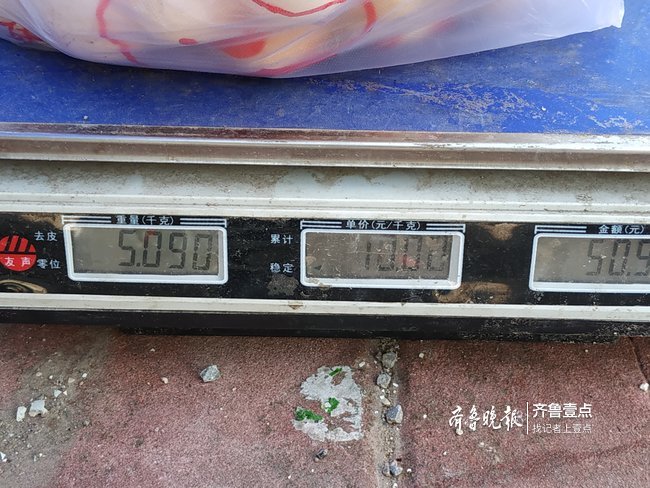 重量(千克)
单价(元/千克)
金额(元)
去皮
5.090
累计
10.00
50.9
友声
零位
稳定
齐鲁晚报
齐鲁壹点
找记者上壹点